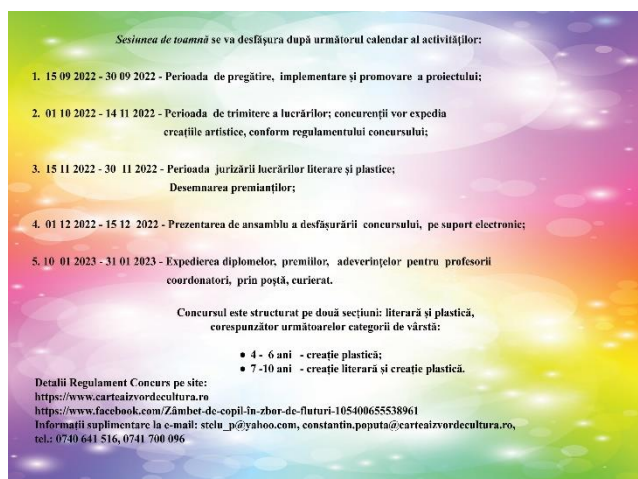 Sesiunea de toamnă se va desfășura după următorul calendar al activităților:
1. 15 09 2022 - 30 09 2022 - Perioada de pregătire, implementare și promovare a proiectului;
2. 01 10 2022 - 14 11 2022 - Perioada de trimitere a lucrărilor; concurenții vor expedia
creațiile artistice, conform regulamentului concursului;
3. 15 11 2022 - 30 11 2022 - Perioada jurizării lucrărilor literare și plastice;
Desemnarea premianților;
4. 01 12 2022 - 15 12 2022 - Prezentarea de ansamblu a desfășurării concursului, pe suport electronic;
5. 10 01 2023 - 31 01 2023 - Expedierea diplomelor, premiilor, adeverințelor pentru profesorii
coordonatori, prin poștă, curierat.
Concursul este structurat pe două secțiuni: literară și plastică,
corespunzător următoarelor categorii de vârstă:
• 4 - 6 ani - creație plastică;
• 7 -10 ani - creație literară și creație plastică.
Detalii Regulament Concurs pe site:
https://www.carteaizvordecultura.ro
https://www.facebook.com/Zâmbet-de-copil-în-zbor-de-fluturi-105400655538961
Informații suplimentare la e-mail: stelu_p@yahoo.com, constantin.poputa@carteaizvordecultura.ro,
tel.: 0740 641 516, 0741 700 096